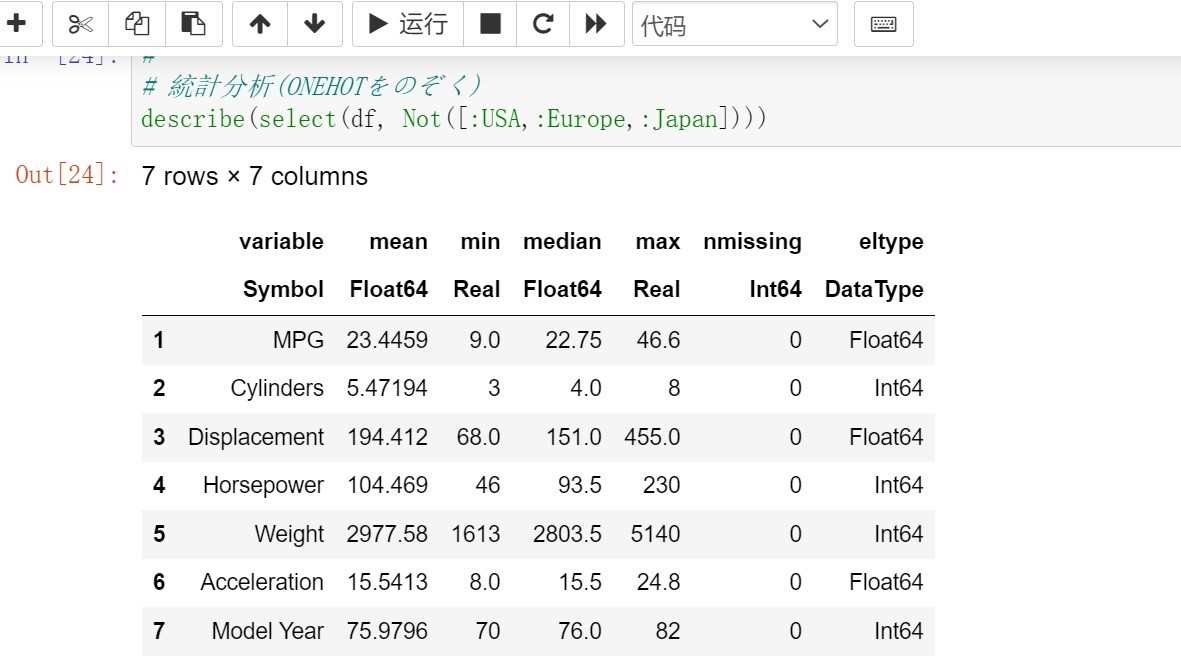 运行
代码
In [24]:
#
# 統計分析(ONEHOTをのぞく)
describe(select(df, Not([:USA,:Europe,:Japan])))
Out[24]: 7 rows × 7 columns
variable mean min median max nmissing eltype
Symbol Float64 Real Float64 Real Int64 DataType
1 MPG 23.4459 9.0 22.75 46.6 0 Float64
2 Cylinders 5.47194 3 4.0 8 0 Int64
3 Displacement 194.412 68.0 151.0 455.0 0 Float64
4 Horsepower 104.469 46 93.5 230 0 Int64
5 Weight 2977.58 1613 2803.5 5140 0 Int64
6 Acceleration 15.5413 8.0 15.5 24.8 0 Float64
7 Model Year 75.9796 70 76.0 82 0 Int64